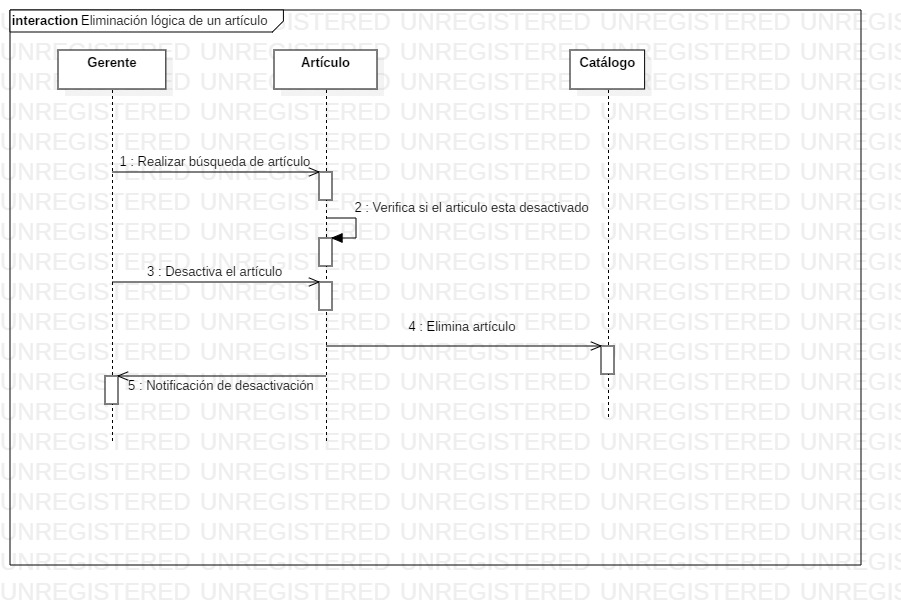 interaction Eliminación lógica de un artículo
Gerente
Artículo
Catálogo
1 : Realizar búsqueda de artículo
2 : Verifica si el articulo esta desactivado
3 : Desactiva el artículo
4 : Elimina artículo
5 : Notificación de desactivación
UNREGISTERED UNREGISTERED UNREGISTERED UNREGISTERED UNREGISTERED